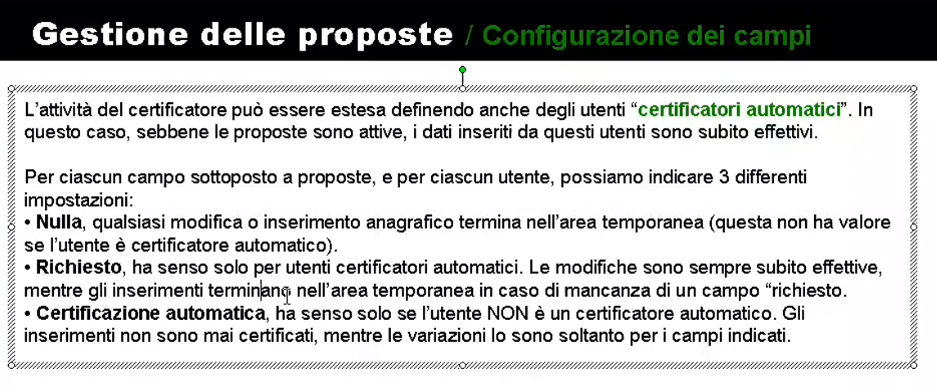 Gestione delle proposte / Configurazione dei campi
L'attività del certificatore può essere estesa definendo anche degli utenti “certificatori automatici”. In
questo caso, sebbene le proposte sono attive, i dati inseriti da questi utenti sono subito effettivi.
Per ciascun campo sottoposto a proposte, e per ciascun utente, possiamo indicare 3 differenti
impostazioni:
• Nulla, qualsiasi modifica o inserimento anagrafico termina nell'area temporanea (questa non ha valore
se l'utente è certificatore automatico).
• Richiesto, ha senso solo per utenti certificatori automatici. Le modifiche sono sempre subito effettive,
mentre gli inserimenti terminano nell'area temporanea in caso di mancanza di un campo “richiesto.
• Certificazione automatica, ha senso solo se l'utente NON è un certificatore automatico. Gli
inserimenti non sono mai certificati, mentre le variazioni lo sono soltanto per i campi indicati.